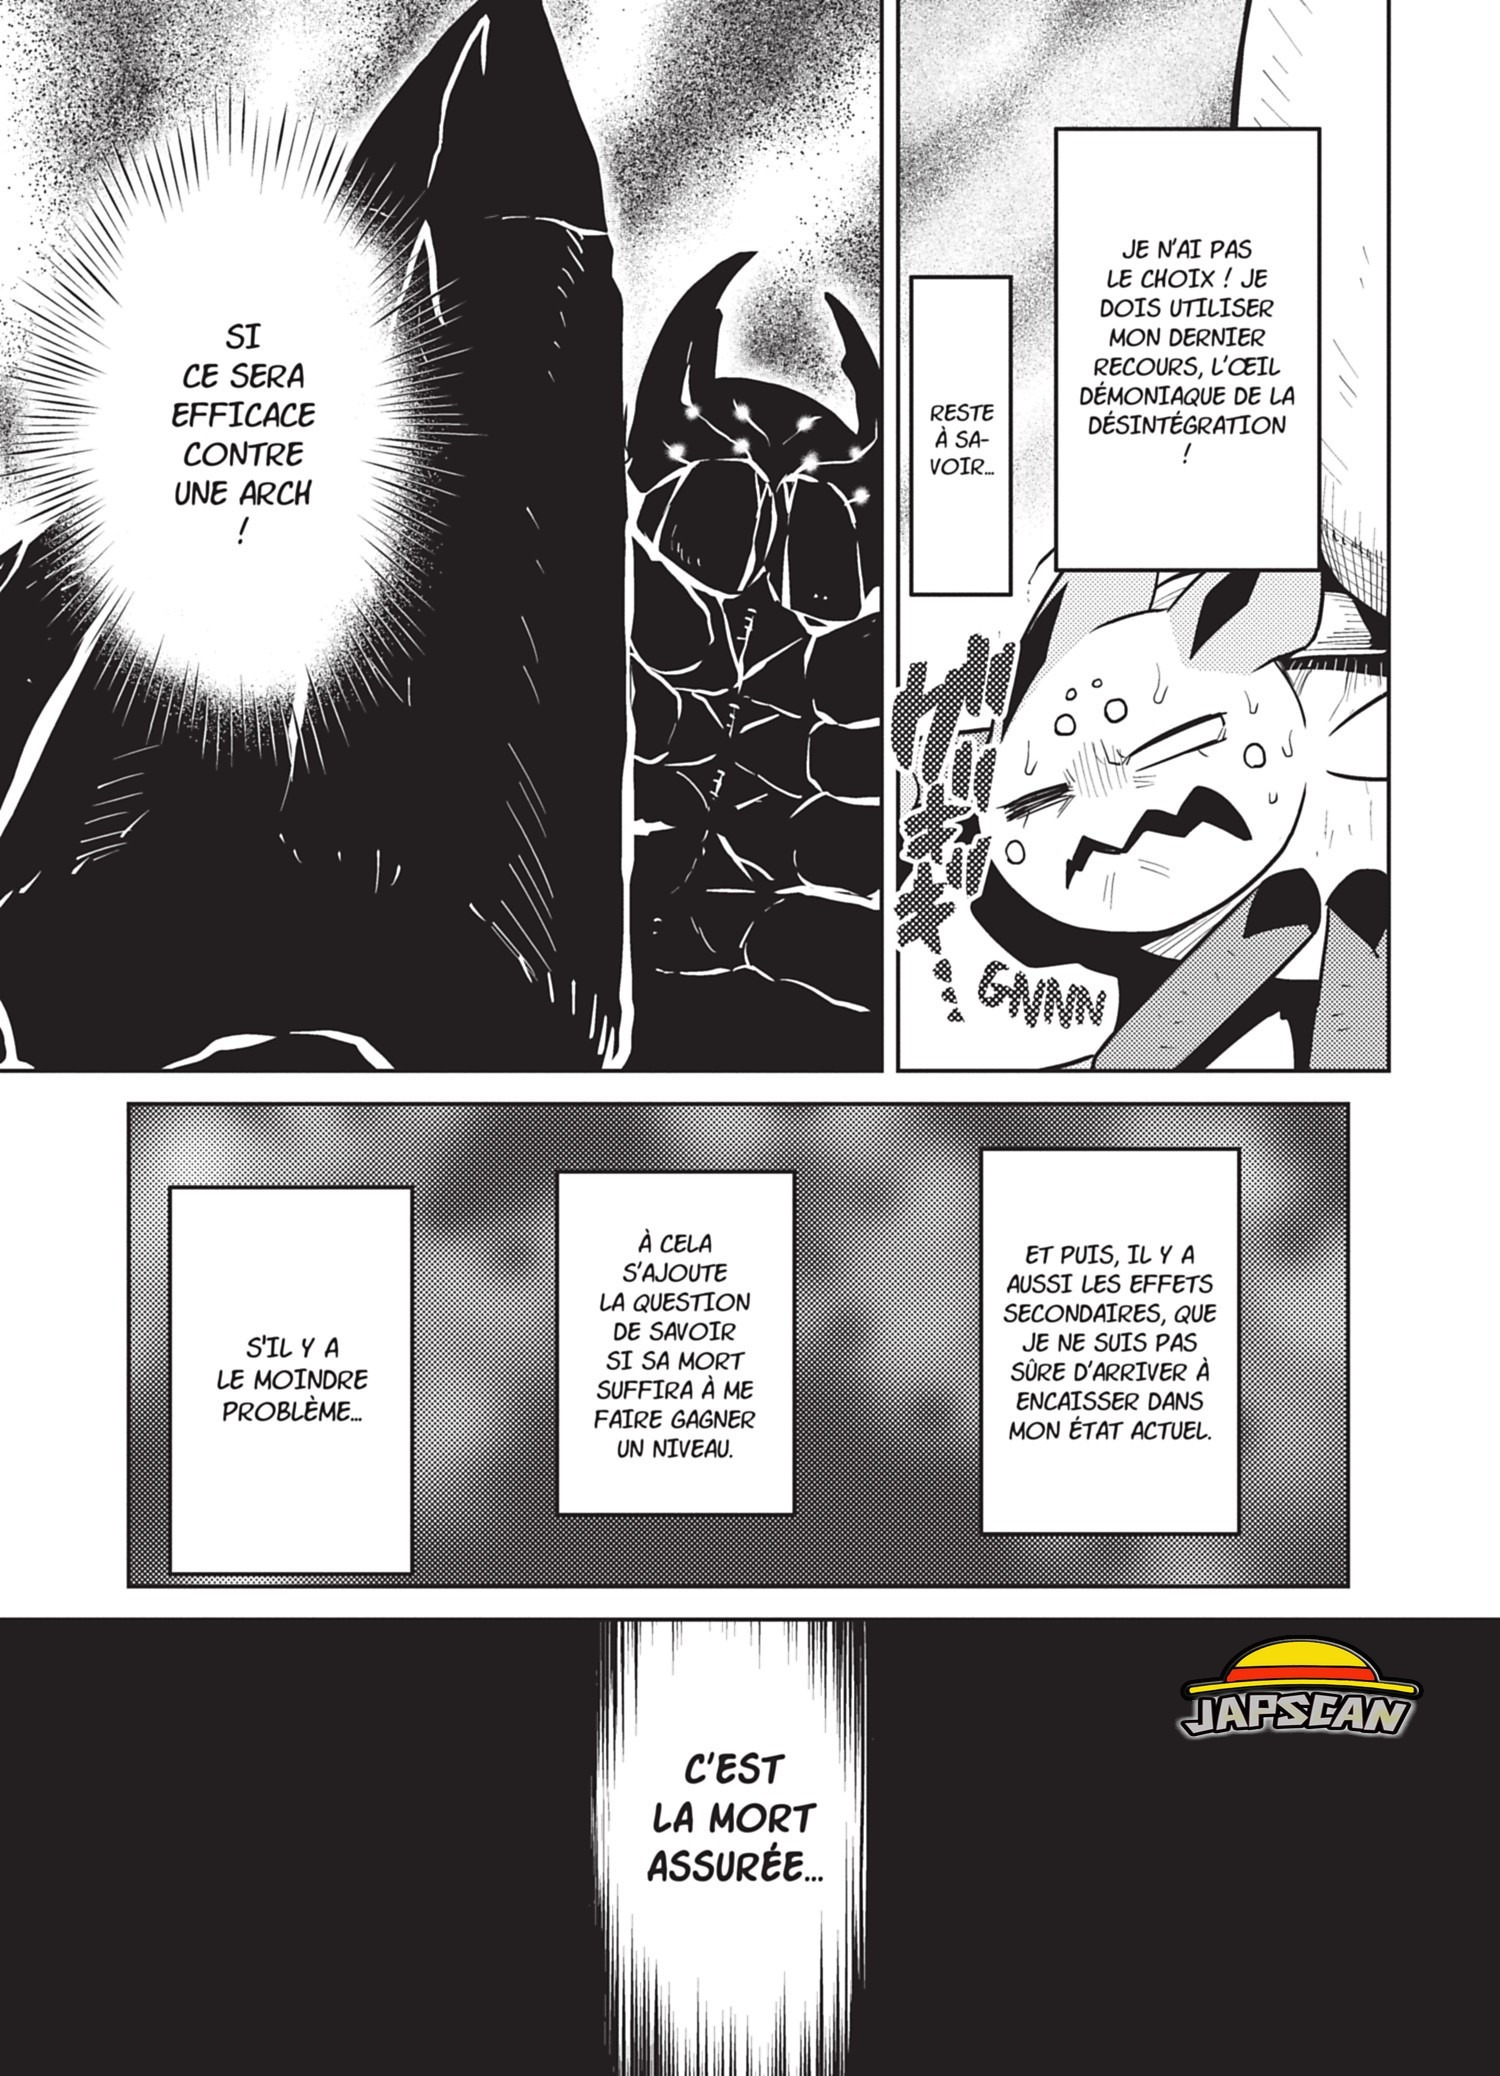 JE N'AI PAS
LE CHOIX ! JE
DOIS UTILISER
MON DERNIER
RECOURS, L'ŒIL
DÉMONIAQUE DE LA
DÉSINTÉGRATION
!
RESTE
À SA-
VOIR...
GNNN
SI
CE SERA
EFFICACE
CONTRE
UNE ARCH
!
ET PUIS, IL Y A
AUSSI LES EFFETS
SECONDAIRES, QUE
JE NE SUIS PAS
SÛRE D'ARRIVER À
ENCAISSER DANS
MON ÉTAT ACTUEL.
À CELA
S'AJOUTE
LA QUESTION
DE SAVOIR
SI SA MORT
SUFFIRA À ME
FAIRE GAGNER
UN NIVEAU.
S'IL Y A
LE MOINDRE
PROBLÈME...
JAPSCAN
C'EST
LA MORT
ASSURÉE...